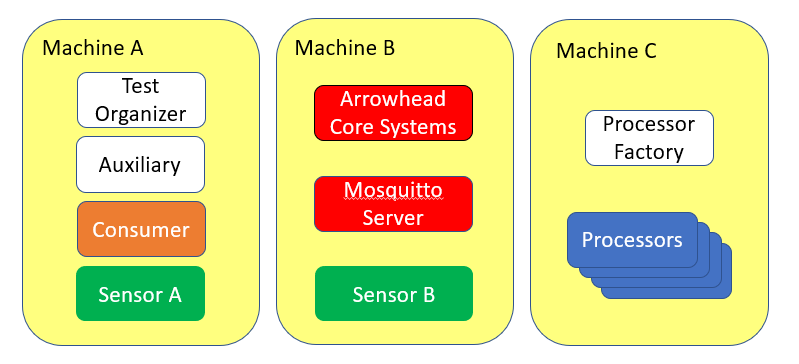 Machine A
Test
Organizer
Auxiliary
Consumer
Sensor A
Machine B
Arrowhead
Core Systems
Mosquitto
Server
Sensor B
Machine C
Processor
Factory
Processors